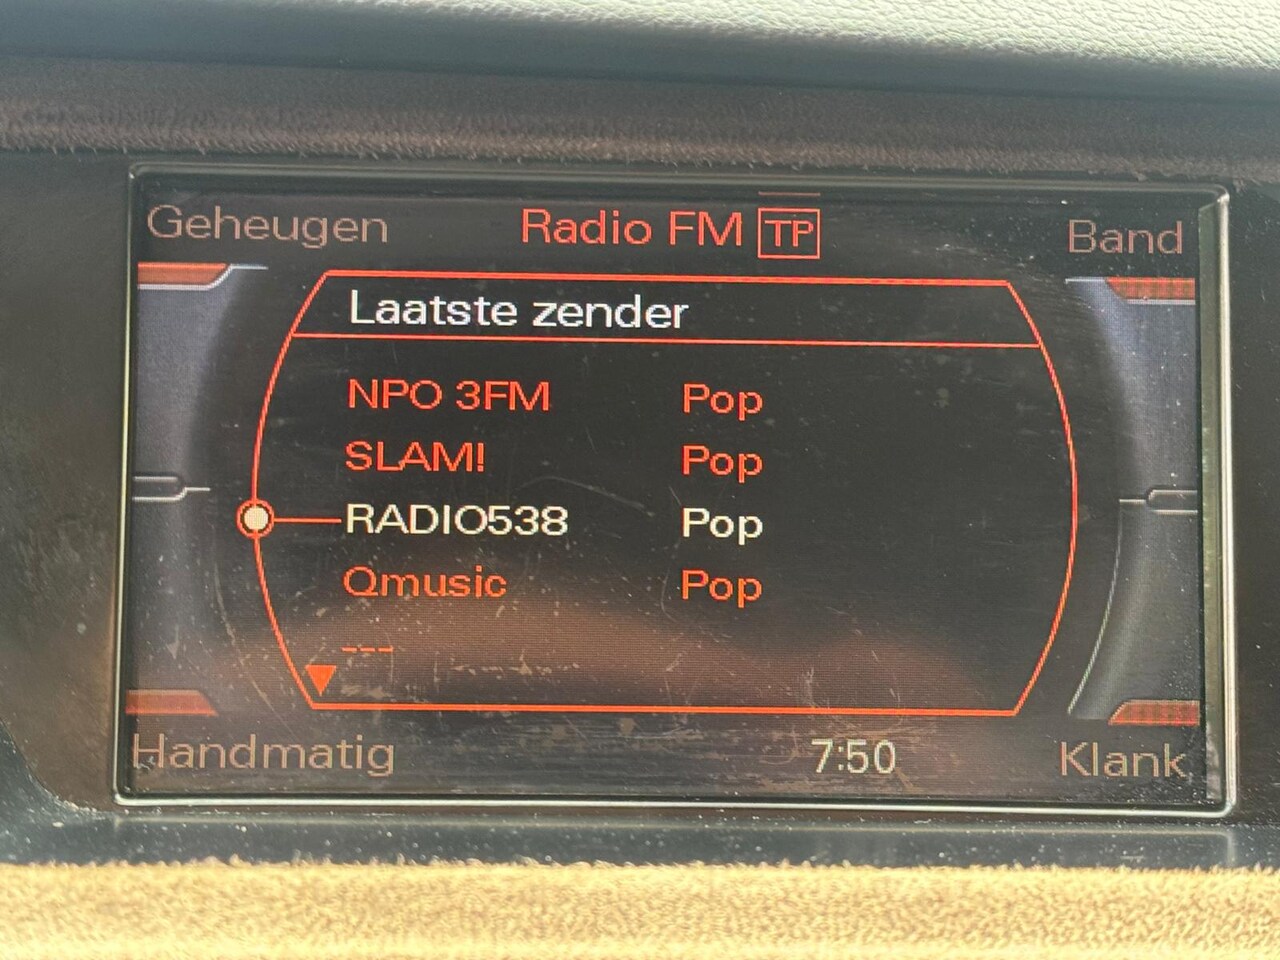 Geheugen Radio FM TP Band
Laatste zender
NPO 3FM Pop
SLAM! Pop
RADIO538 Pop
Qmusic Pop
---
Handmatig 7:50 Klank